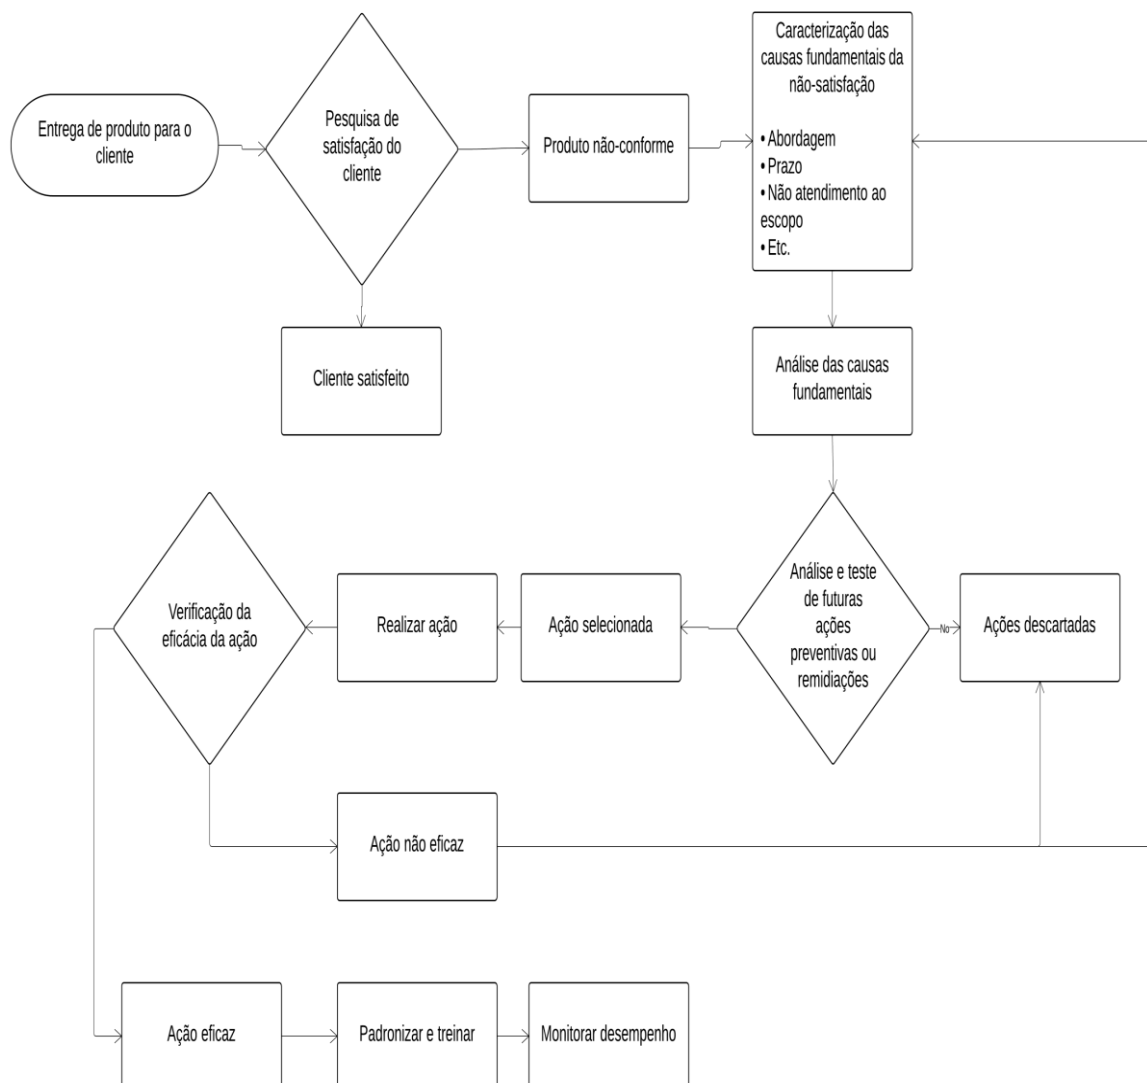 Entrega de produto para o
cliente
Pesquisa de
satisfação do
cliente
Produto não-conforme
Caracterização das
causas fundamentais da
não-satisfação
• Abordagem
• Prazo
• Não atendimento ao
escopo
• Etc.
Cliente satisfeito
Análise das causas
fundamentais
Verificação da
eficácia da ação
Realizar ação
Ação selecionada
Análise e teste
de futuras
ações
preventivas ou
remidiações
No
Ações descartadas
Ação não eficaz
Ação eficaz
Padronizar e treinar
Monitorar desempenho